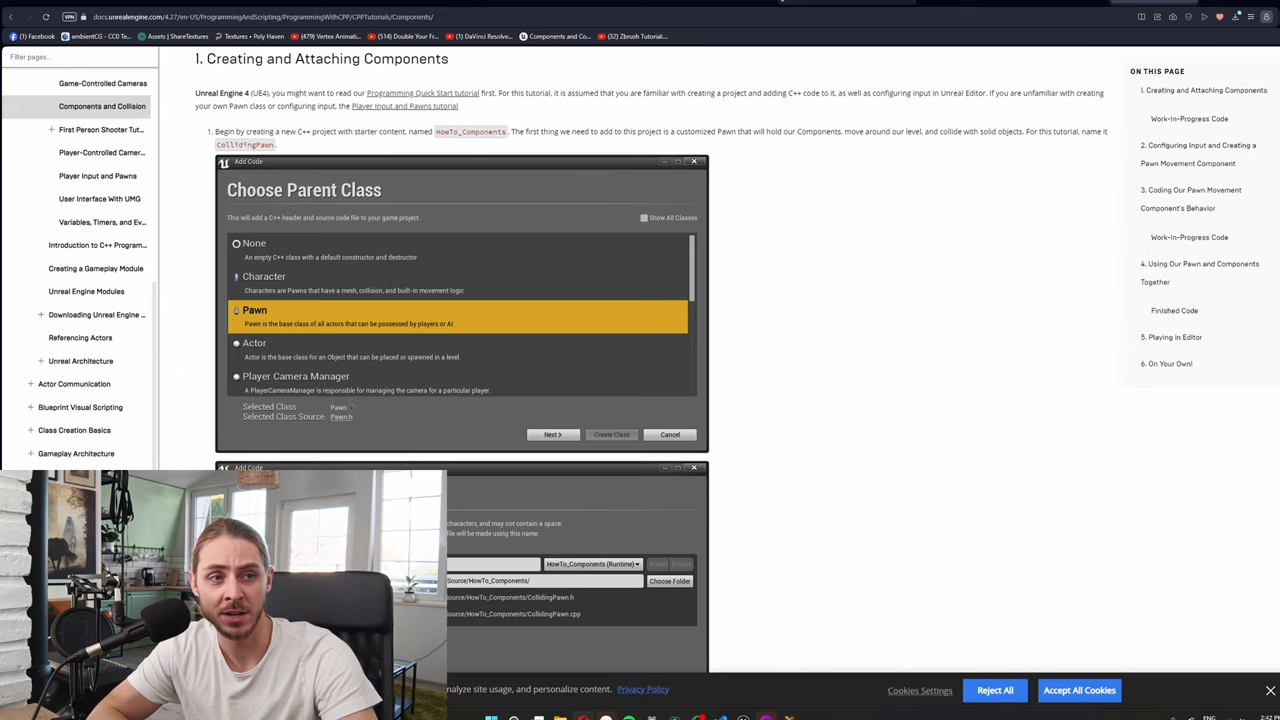 VPN
docs.unrealengine.com/4.27/en-US/ProgrammingAndScripting/ProgrammingWithCPP/CPPTutorials/Components/
(1) Facebook
ambientCG - CC0 Te...
Assets | ShareTextures
Textures • Poly Haven
(479) Vertex Animati...
(514) Double Your Fr...
(1) DaVinci Resolve...
Components and Co...
(32) Zbrush Tutorial:...
Filter pages...
Game-Controlled Cameras
Components and Collision
First Person Shooter Tut...
Player-Controlled Camer...
Player Input and Pawns
User Interface With UMG
Variables, Timers, and Ev...
Introduction to C++ Program...
Creating a Gameplay Module
Unreal Engine Modules
Downloading Unreal Engine ...
Referencing Actors
Unreal Architecture
Actor Communication
Blueprint Visual Scripting
Class Creation Basics
Gameplay Architecture
1. Creating and Attaching Components
Unreal Engine 4 (UE4), you might want to read our Programming Quick Start tutorial first. For this tutorial, it is assumed that you are familiar with creating a project and adding C++ code to it, as well as configuring input in Unreal Editor. If you are unfamiliar with creating
your own Pawn class or configuring input, the Player Input and Pawns tutorial
1. Begin by creating a new C++ project with starter content, named HowTo_Components. The first thing we need to add to this project is a customized Pawn that will hold our Components, move around our level, and collide with solid objects. For this tutorial, name it
CollidingPawn.
Add Code
Choose Parent Class
This will add a C++ header and source code file to your game project.
Show All Classes
None
An empty C++ class with a default constructor and destructor
Character
Characters are Pawns that have a mesh, collision, and built-in movement logic.
Pawn
Pawn is the base class of all actors that can be possessed by players or AI.
Actor
Actor is the base class for an Object that can be placed or spawned in a level.
Player Camera Manager
A PlayerCameraManager is responsible for managing the camera for a particular player.
Selected Class Pawn
Selected Class Source Pawn.h
Next >
Create Class
Cancel
Add Code
characters, and may not contain a space.
file will be made using this name.
HowTo_Components (Runtime)
Public
Private
Source/HowTo_Components/
Choose Folder
Source/HowTo_Components/CollidingPawn.h
Source/HowTo_Components/CollidingPawn.cpp
ON THIS PAGE
1. Creating and Attaching Components
Work-In-Progress Code
2. Configuring Input and Creating a
Pawn Movement Component
3. Coding Our Pawn Movement
Component's Behavior
Work-In-Progress Code
4. Using Our Pawn and Components
Together
Finished Code
5. Playing in Editor
6. On Your Own!
nalyze site usage, and personalize content. Privacy Policy
Cookies Settings
Reject All
Accept All Cookies